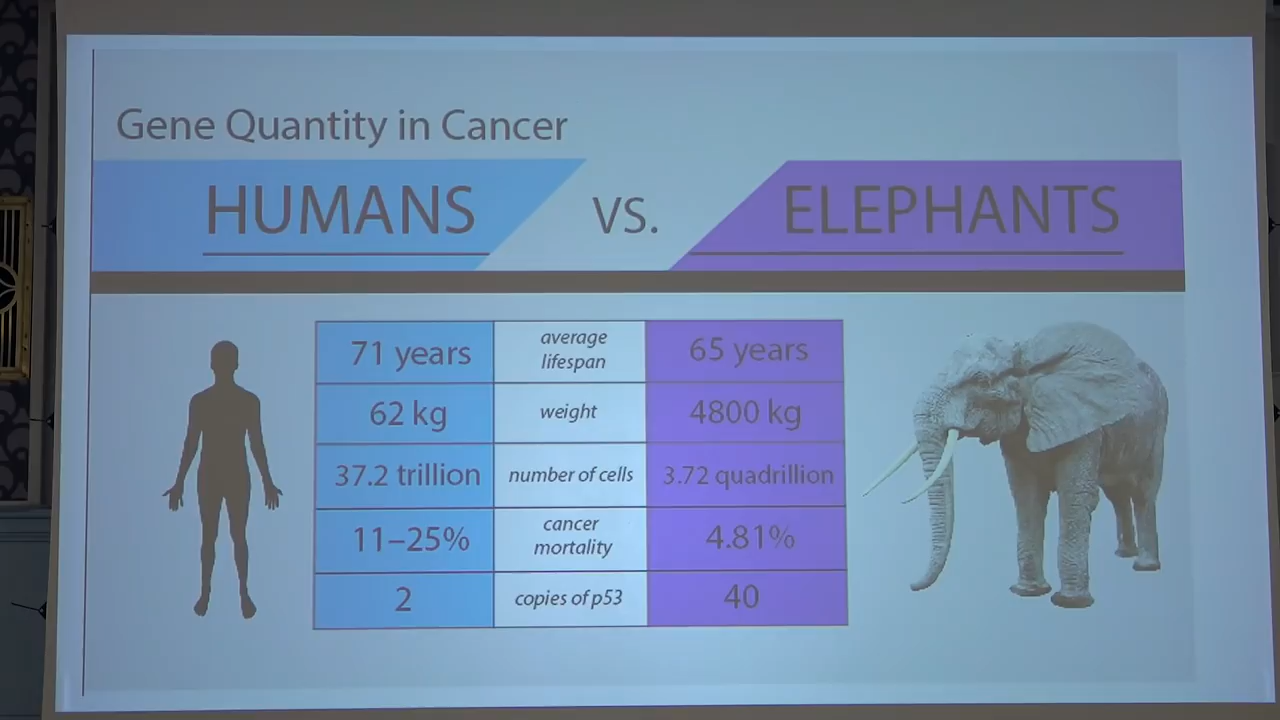 Gene Quantity in Cancer
HUMANS VS. ELEPHANTS
71 years average lifespan 65 years
62 kg weight 4800 kg
37.2 trillion number of cells 3.72 quadrillion
11–25% cancer mortality 4.81%
2 copies of p53 40